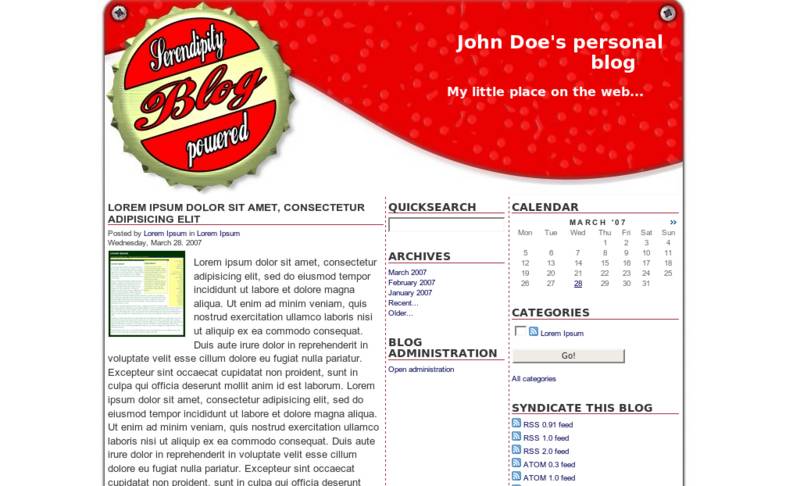 Serendipity
Blog
powered
John Doe's personal
blog
My little place on the web...
LOREM IPSUM DOLOR SIT AMET, CONSECTETUR
ADIPISICING ELIT
Posted by Lorem Ipsum in Lorem Ipsum
Wednesday, March 28. 2007
Lorem ipsum dolor sit amet, consectetur
adipisicing elit, sed do eiusmod tempor
incididunt ut labore et dolore magna
aliqua. Ut enim ad minim veniam, quis
nostrud exercitation ullamco laboris nisi
ut aliquip ex ea commodo consequat.
Duis aute irure dolor in reprehenderit in
voluptate velit esse cillum dolore eu fugiat nulla pariatur.
Excepteur sint occaecat cupidatat non proident, sunt in
culpa qui officia deserunt mollit anim id est laborum. Lorem
ipsum dolor sit amet, consectetur adipisicing elit, sed do
eiusmod tempor incididunt ut labore et dolore magna aliqua.
Ut enim ad minim veniam, quis nostrud exercitation ullamco
laboris nisi ut aliquip ex ea commodo consequat. Duis aute
irure dolor in reprehenderit in voluptate velit esse cillum
dolore eu fugiat nulla pariatur. Excepteur sint occaecat
cupidatat non proident, sunt in culpa qui officia deserunt
QUICKSEARCH
ARCHIVES
March 2007
February 2007
January 2007
Recent...
Older...
BLOG
ADMINISTRATION
Open administration
CALENDAR
MARCH '07 »
Mon Tue Wed Thu Fri Sat Sun
1 2 3 4
5 6 7 8 9 10 11
12 13 14 15 16 17 18
19 20 21 22 23 24 25
26 27 28 29 30 31
CATEGORIES
Lorem Ipsum
Go!
All categories
SYNDICATE THIS BLOG
RSS 0.91 feed
RSS 1.0 feed
RSS 2.0 feed
ATOM 0.3 feed
ATOM 1.0 feed